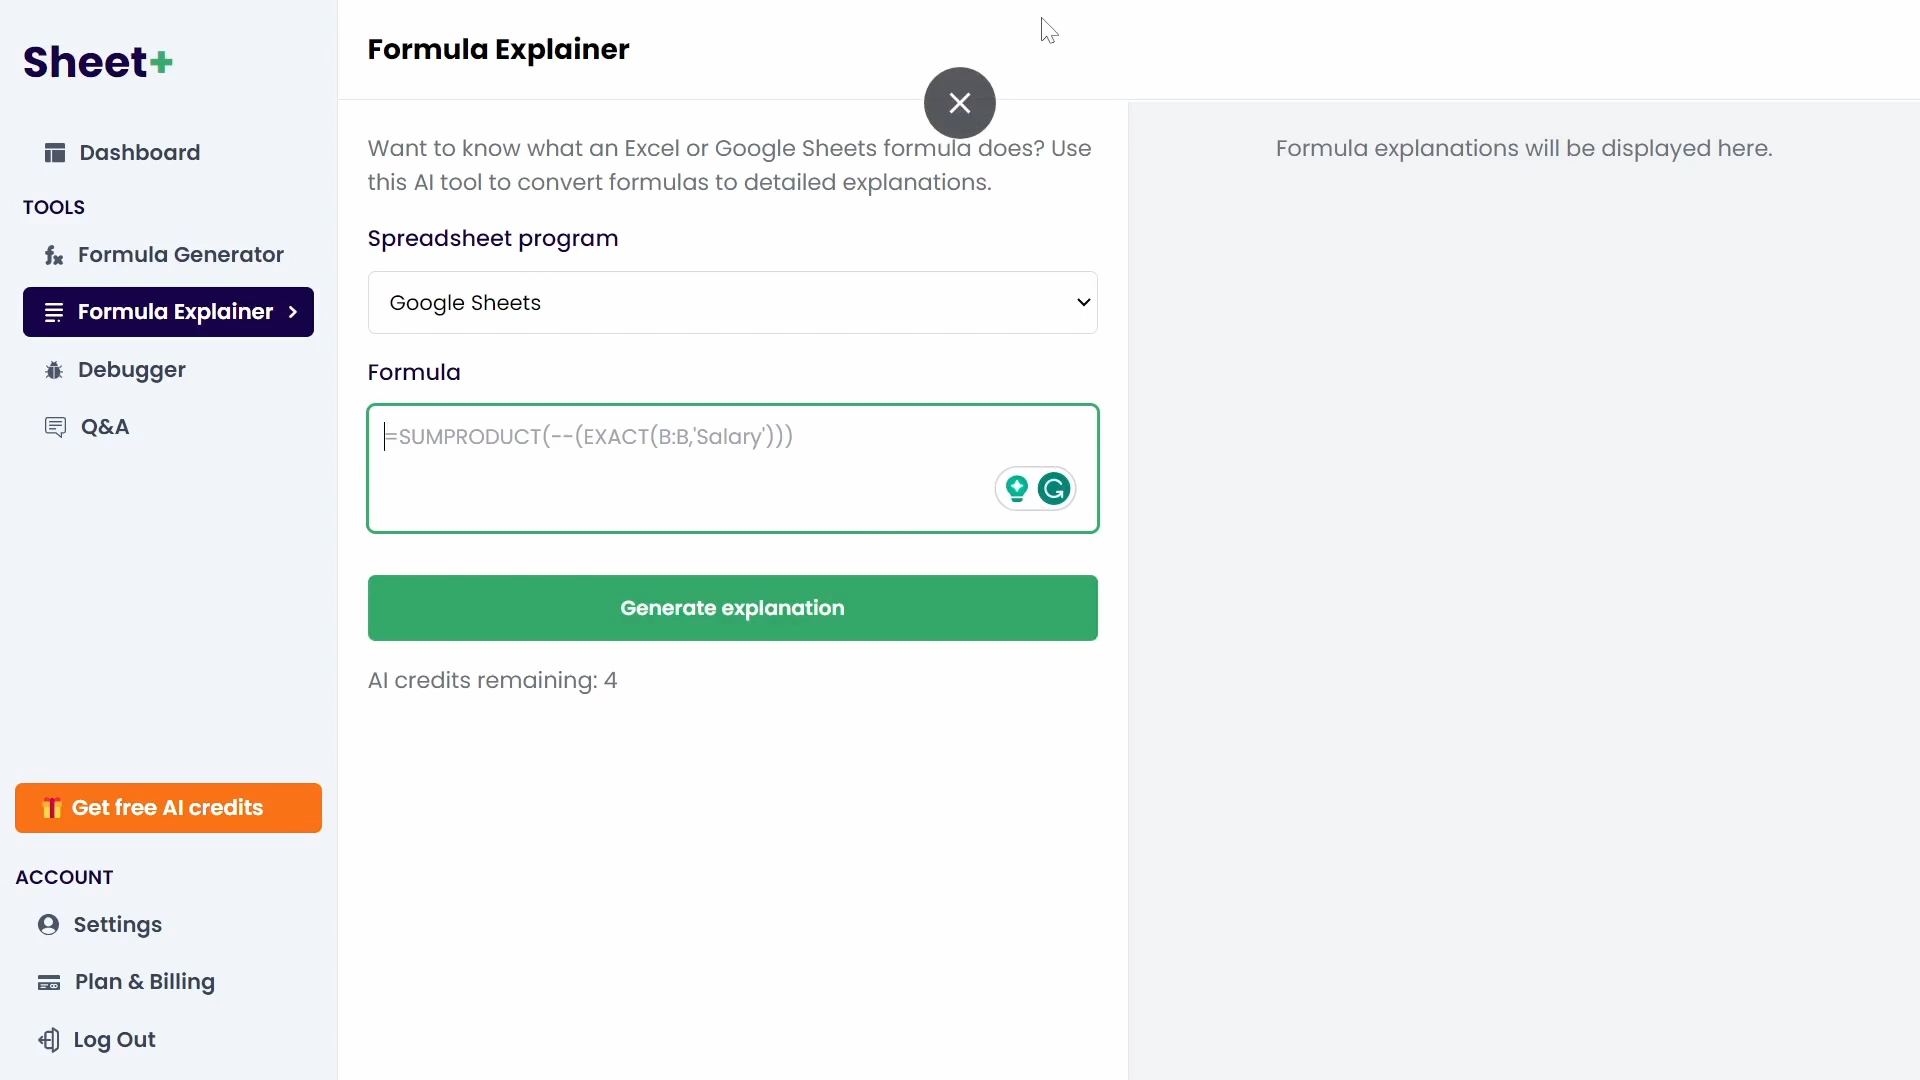 Sheet+
Dashboard
TOOLS
Formula Generator
Formula Explainer
Debugger
Q&A
Get free AI credits
ACCOUNT
Settings
Plan & Billing
Log Out
Formula Explainer
Want to know what an Excel or Google Sheets formula does? Use
this AI tool to convert formulas to detailed explanations.
Spreadsheet program
Google Sheets
Formula
=SUMPRODUCT(--(EXACT(B:B,'Salary')))
Generate explanation
AI credits remaining: 4
Formula explanations will be displayed here.